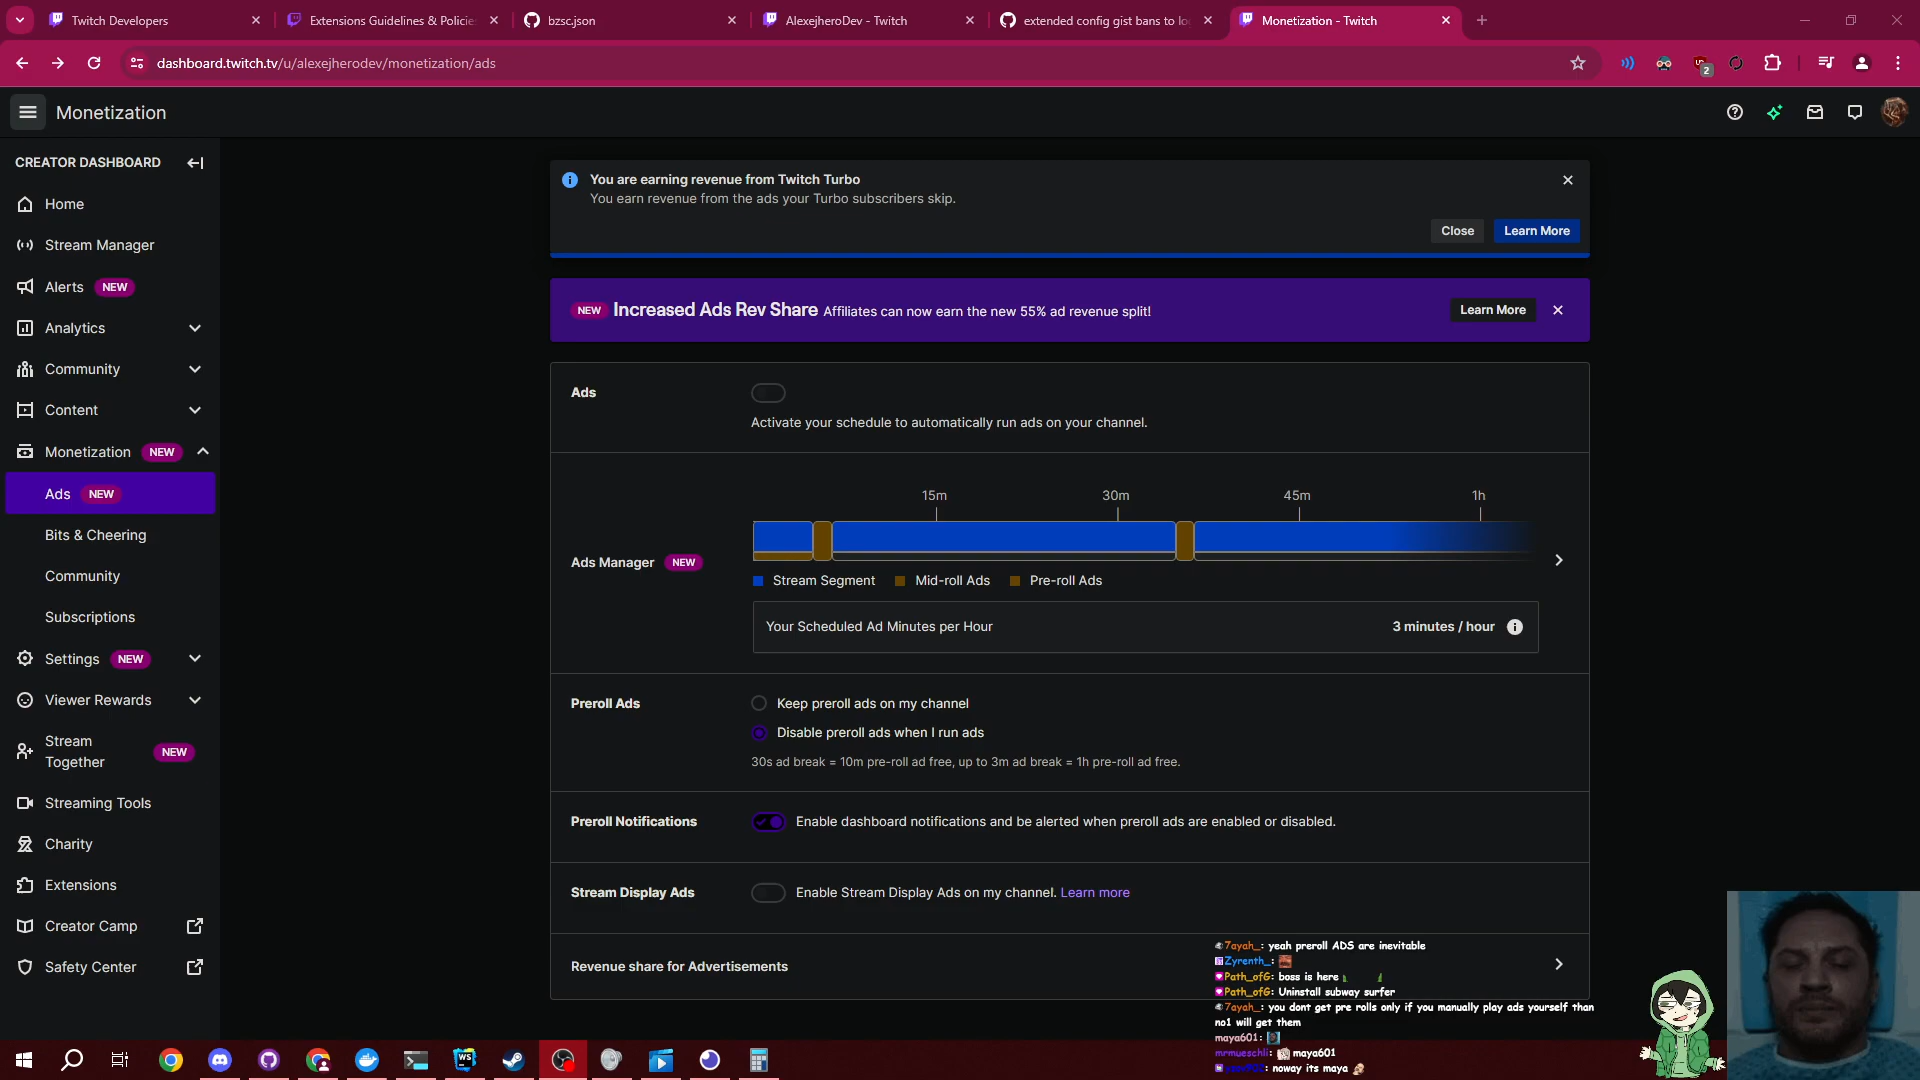 Twitch Developers
Extensions Guidelines & Policie
bzsc.json
AlexejheroDev - Twitch
extended config gist bans to lo
Monetization - Twitch
dashboard.twitch.tv/u/alexejherodev/monetization/ads
2
Monetization
CREATOR DASHBOARD
Home
Stream Manager
Alerts NEW
Analytics
Community
Content
Monetization NEW
Ads NEW
Bits & Cheering
Community
Subscriptions
Settings NEW
Viewer Rewards
Stream Together NEW
Streaming Tools
Charity
Extensions
Creator Camp
Safety Center
You are earning revenue from Twitch Turbo
You earn revenue from the ads your Turbo subscribers skip.
Close Learn More
NEW Increased Ads Rev Share Affiliates can now earn the new 55% ad revenue split! Learn More
Ads
Activate your schedule to automatically run ads on your channel.
15m 30m 45m 1h
Ads Manager NEW
Stream Segment Mid-roll Ads Pre-roll Ads
Your Scheduled Ad Minutes per Hour 3 minutes / hour
Preroll Ads
Keep preroll ads on my channel
Disable preroll ads when I run ads
30s ad break = 10m pre-roll ad free, up to 3m ad break = 1h pre-roll ad free.
Preroll Notifications Enable dashboard notifications and be alerted when preroll ads are enabled or disabled.
Stream Display Ads Enable Stream Display Ads on my channel. Learn more
Revenue share for Advertisements
7ayah_: yeah preroll ADS are inevitable
Zyrenth_:
Path_ofG: boss is here
Path_ofG: Uninstall subway surfer
7ayah_: you dont get pre rolls only if you manually play ads yourself than
no1 will get them
maya601:
mrmueschli: maya601
: noway its maya
WS